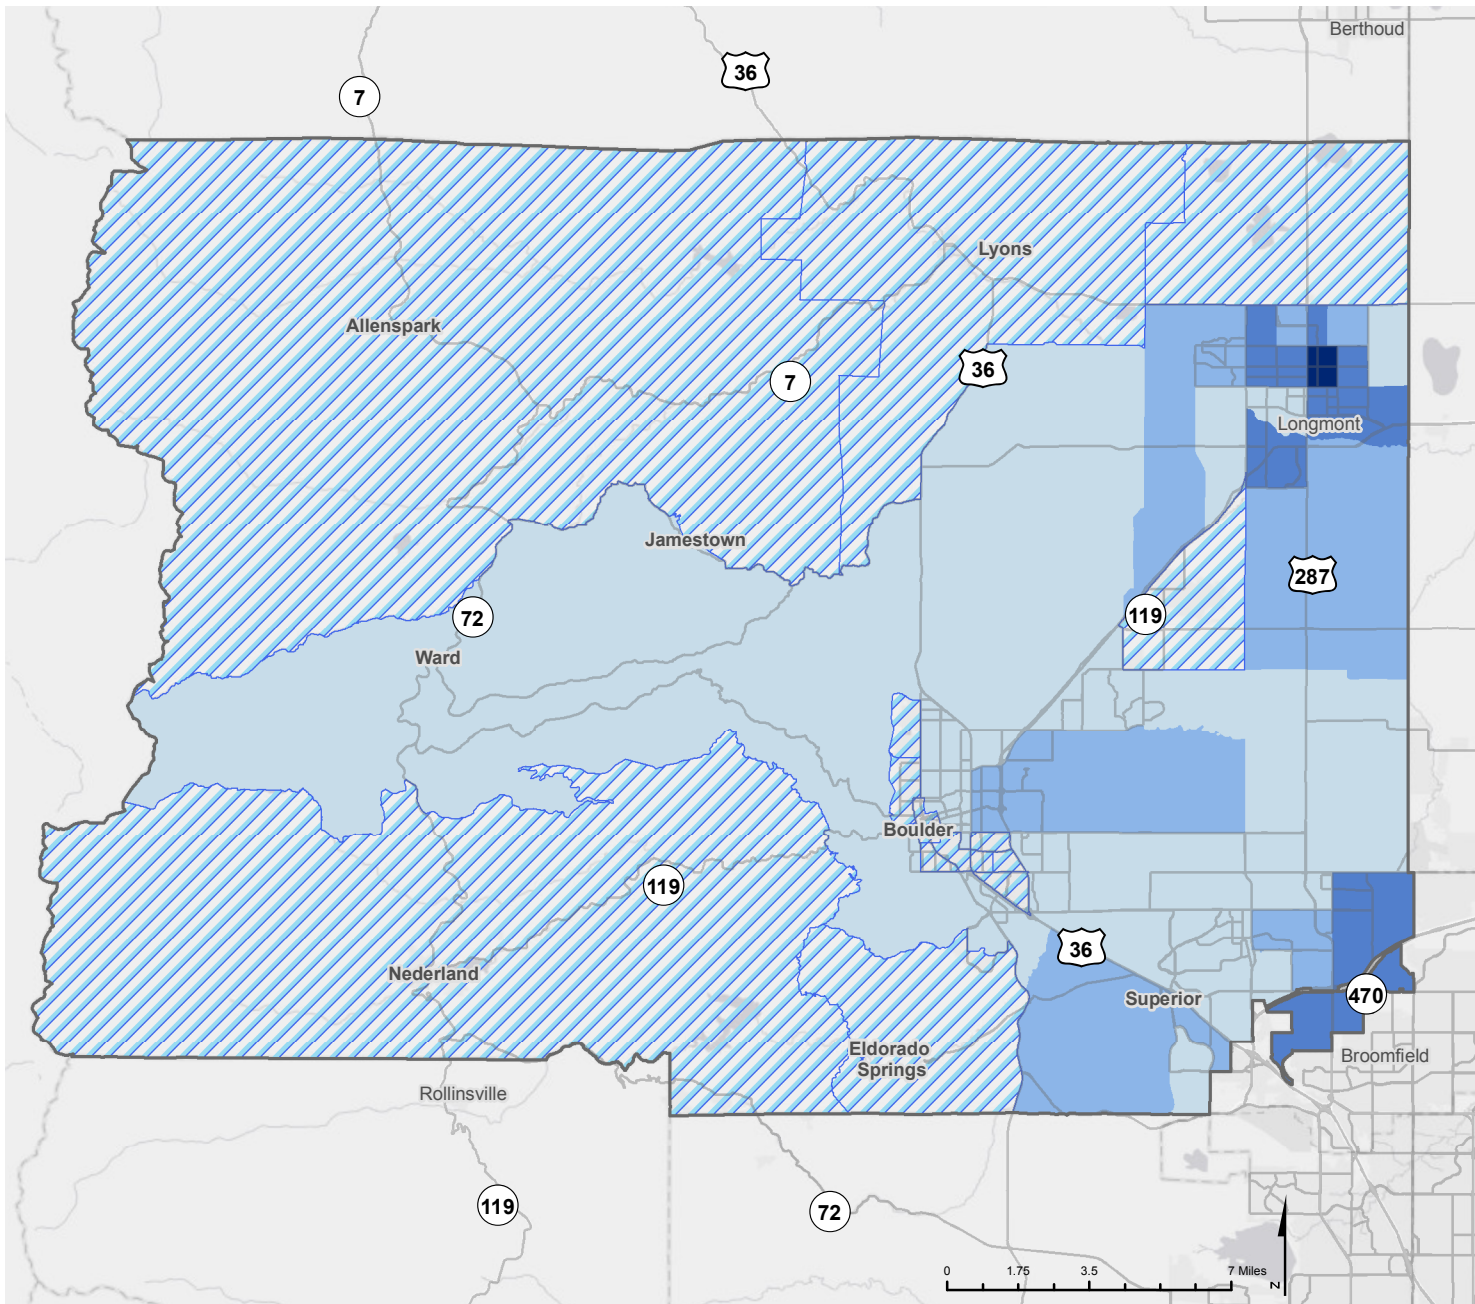 Berthoud
36
7
Lyons
Allenspark
36
7
Longmont
Jamestown
287
72
119
Ward
Boulder
119
36
Nederland
Superior
470
Eldorado
Springs
Broomfield
Rollinsville
119
72
0 1.75 3.5 7 Miles
N